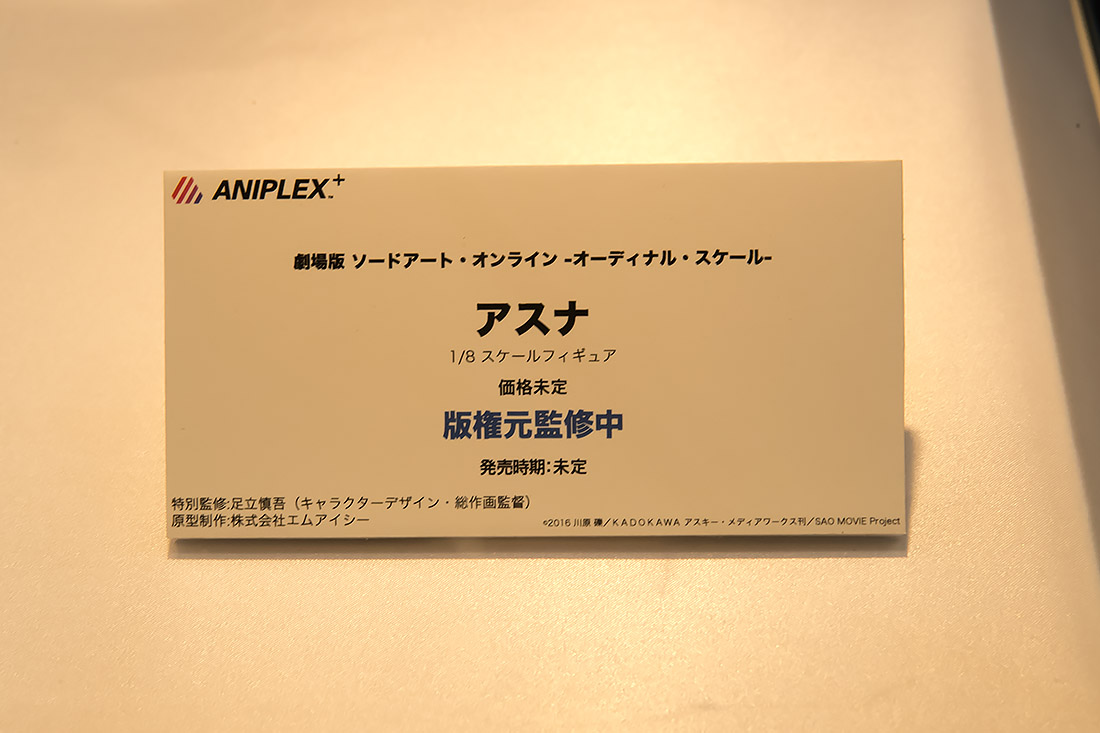 ANIPLEX+™
劇場版 ソードアート・オンライン -オーディナル・スケール-
アスナ
1/8 スケールフィギュア
価格未定
版権元監修中
発売時期:未定
特別監修:足立慎吾（キャラクターデザイン・総作画監督）
原型制作:株式会社エムアイシー
©2016 川原 礫／KADOKAWA アスキー・メディアワークス刊／SAO MOVIE Project